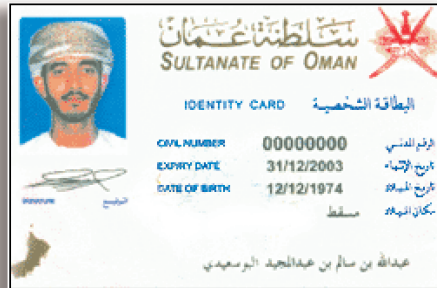 سلطنة عمان
SULTANATE OF OMAN
IDENTITY CARD البطاقة الشخصية
CIVIL NUMBER 00000000 الرقم المدني
EXPIRY DATE 31/12/2003 تاريخ الإنتهاء
DATE OF BIRTH 12/12/1974 تاريخ الميلاد
مسقط مكان الميلاد
SIGNATURE التوقيع
عبدالله بن سالم بن عبدالمجيد البوسعيدي